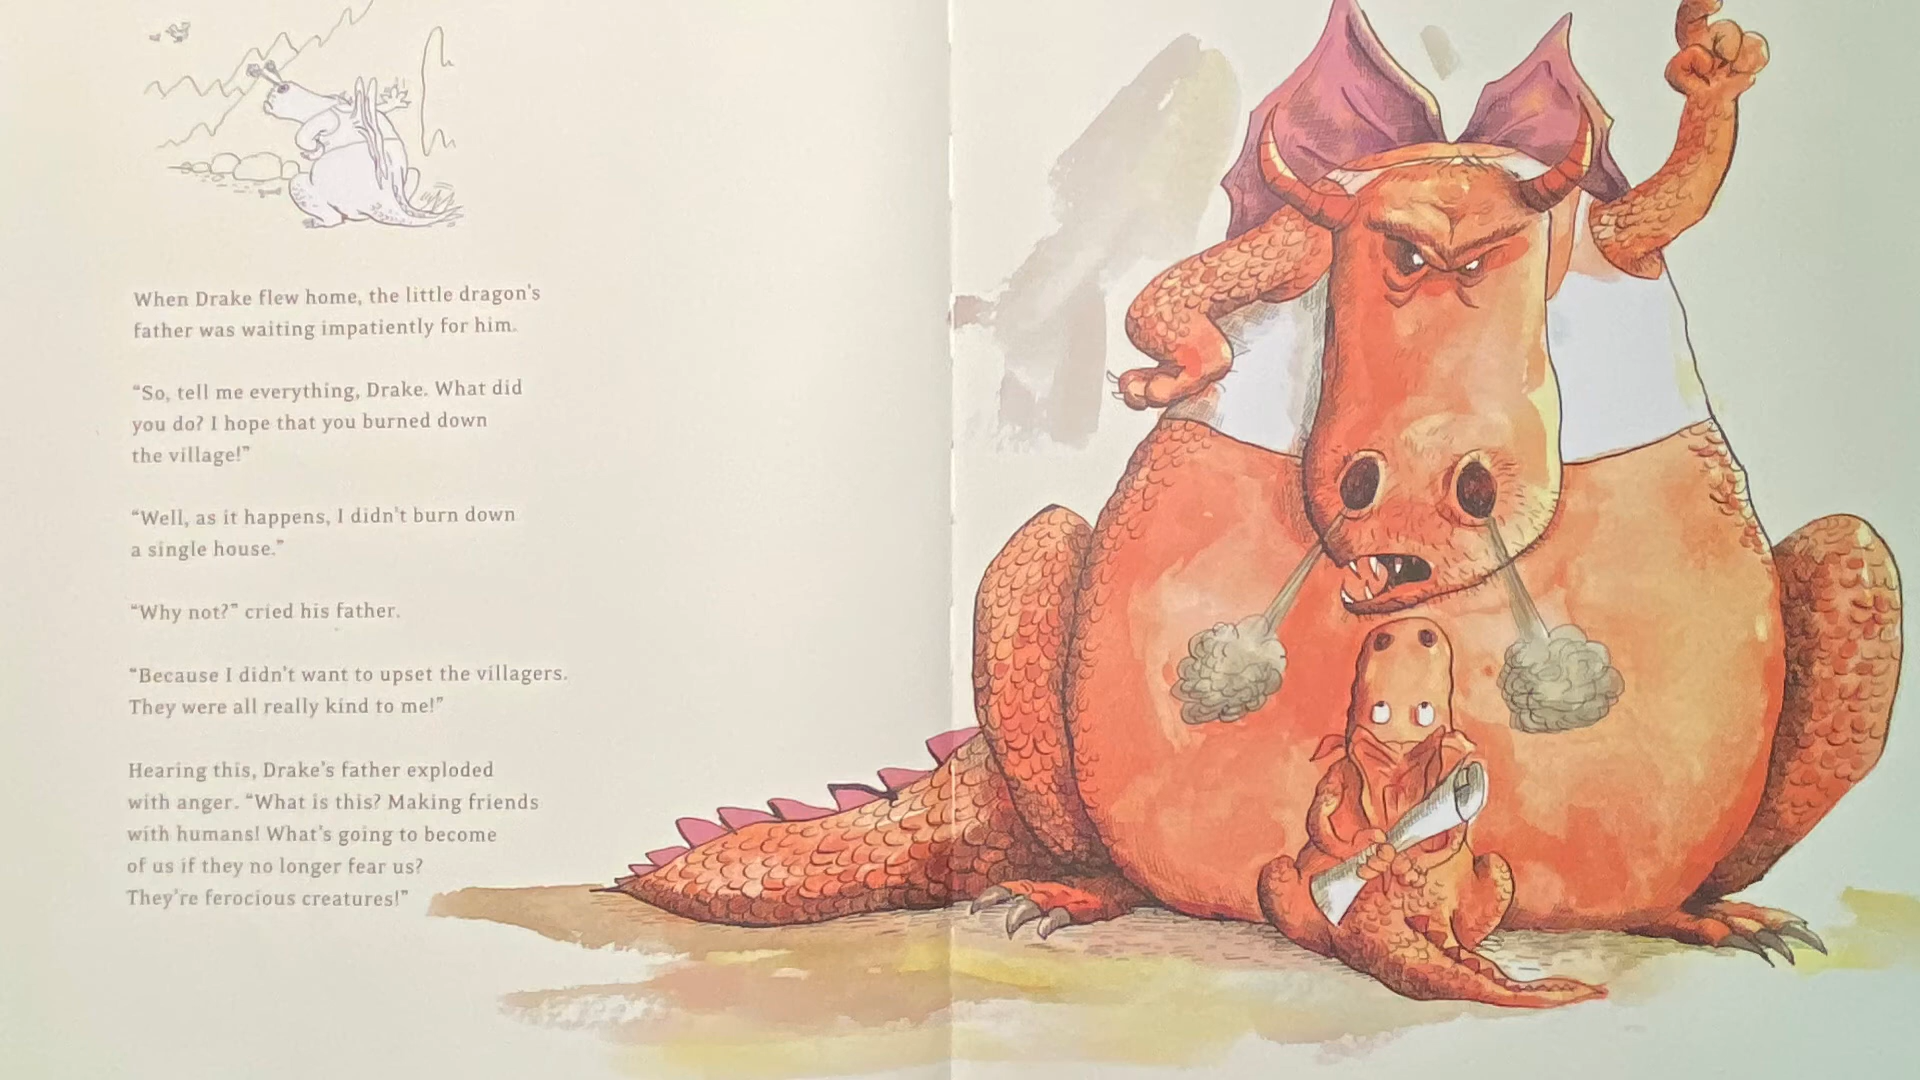 When Drake flew home, the little dragon's
father was waiting impatiently for him.
“So, tell me everything, Drake. What did
you do? I hope that you burned down
the village!”
“Well, as it happens, I didn't burn down
a single house.”
“Why not?” cried his father.
“Because I didn't want to upset the villagers.
They were all really kind to me!”
Hearing this, Drake's father exploded
with anger. “What is this? Making friends
with humans! What's going to become
of us if they no longer fear us?
They're ferocious creatures!”